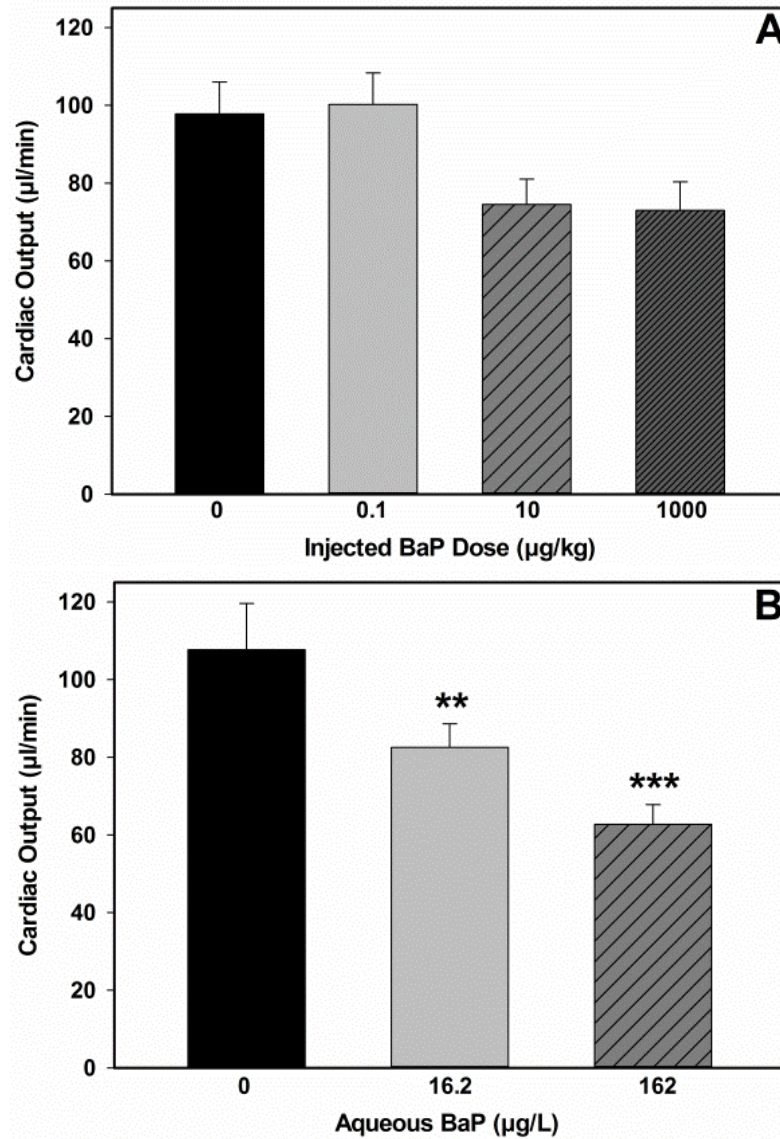 A
120
100
80
60
40
20
0
Cardiac Output (µl/min)
0 0.1 10 1000
Injected BaP Dose (µg/kg)
B
120
100
80
60
40
20
0
Cardiac Output (µl/min)
**
***
0 16.2 162
Aqueous BaP (µg/L)